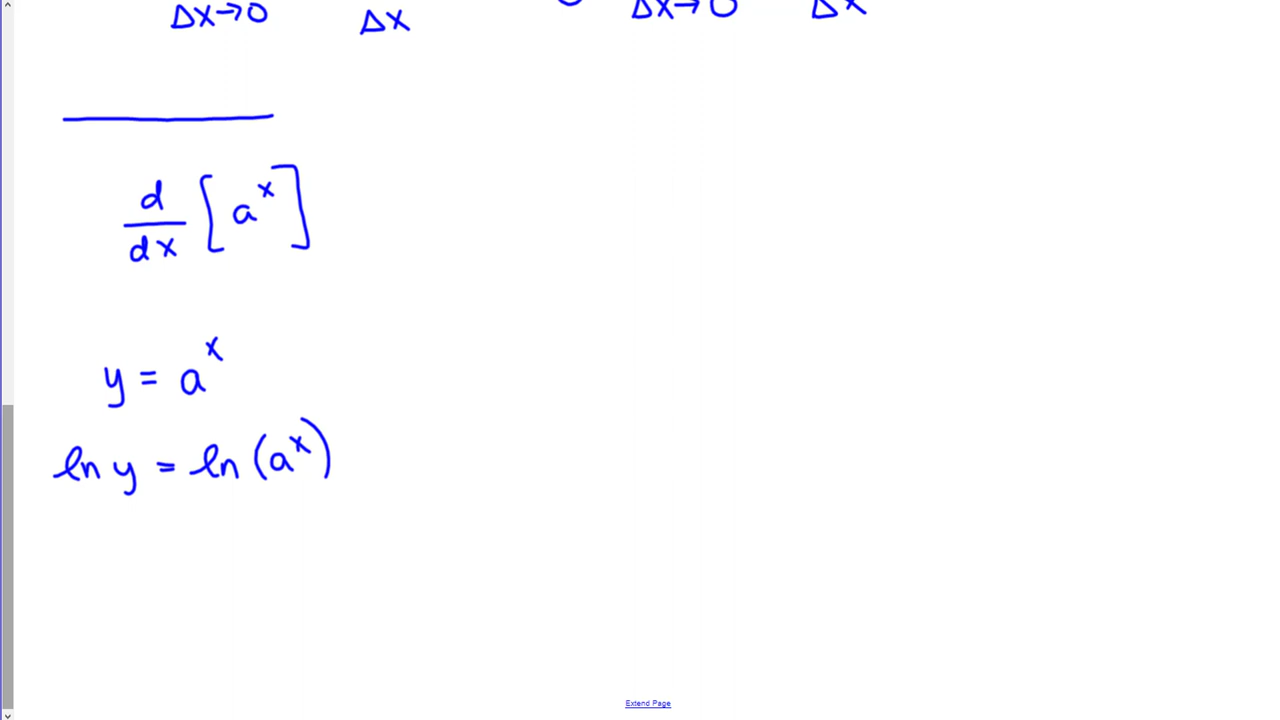 Δx→0 Δx Δx→0 Δx
d/dx [a^x]
y = a^x
ln y = ln (a^x)
Extend Page